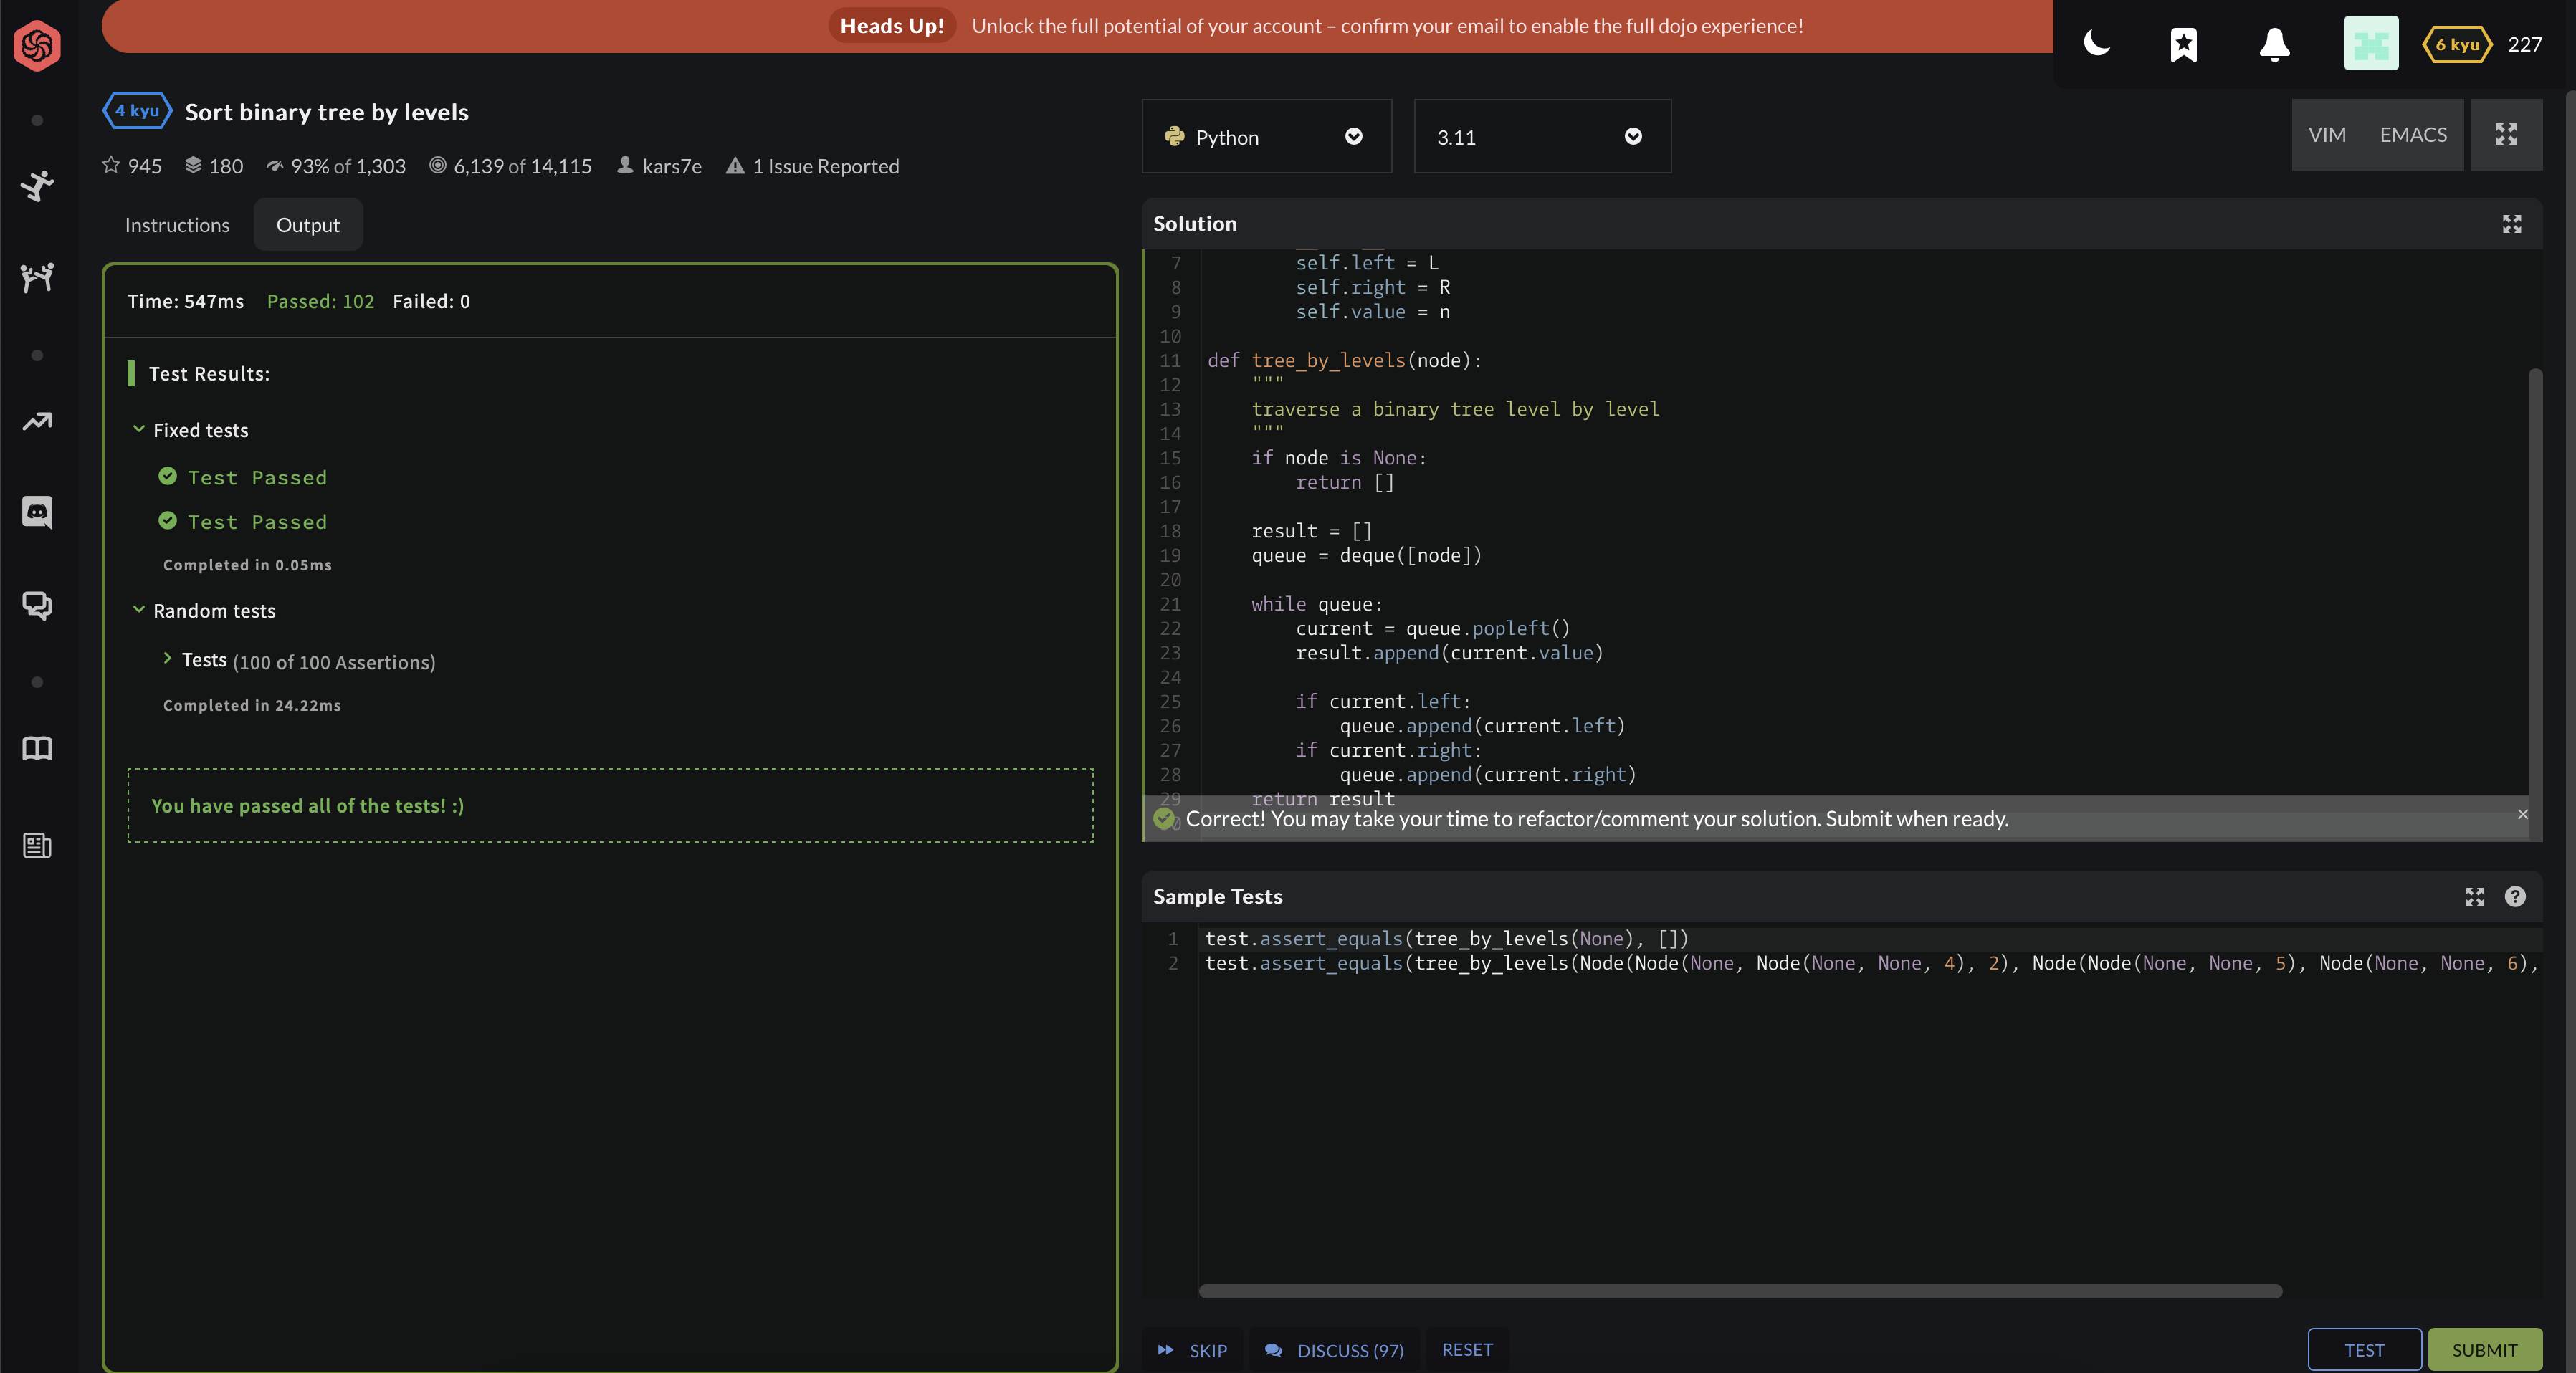 Heads Up! Unlock the full potential of your account – confirm your email to enable the full dojo experience!
6 kyu 227
4 kyu Sort binary tree by levels
945 180 93% of 1,303 6,139 of 14,115 kars7e 1 Issue Reported
Instructions Output
Time: 547ms Passed: 102 Failed: 0
Test Results:
Fixed tests
Test Passed
Test Passed
Completed in 0.05ms
Random tests
Tests (100 of 100 Assertions)
Completed in 24.22ms
You have passed all of the tests! :)
Python 3.11
VIM EMACS
Solution
7 self.left = L
8 self.right = R
9 self.value = n
10
11 def tree_by_levels(node):
12 """
13 traverse a binary tree level by level
14 """
15 if node is None:
16 return []
17
18 result = []
19 queue = deque([node])
20
21 while queue:
22 current = queue.popleft()
23 result.append(current.value)
24
25 if current.left:
26 queue.append(current.left)
27 if current.right:
28 queue.append(current.right)
29 return result
Correct! You may take your time to refactor/comment your solution. Submit when ready. ×
Sample Tests
1 test.assert_equals(tree_by_levels(None), [])
2 test.assert_equals(tree_by_levels(Node(Node(None, Node(None, None, 4), 2), Node(Node(None, None, 5), Node(None, None, 6),
SKIP DISCUSS (97) RESET
TEST SUBMIT